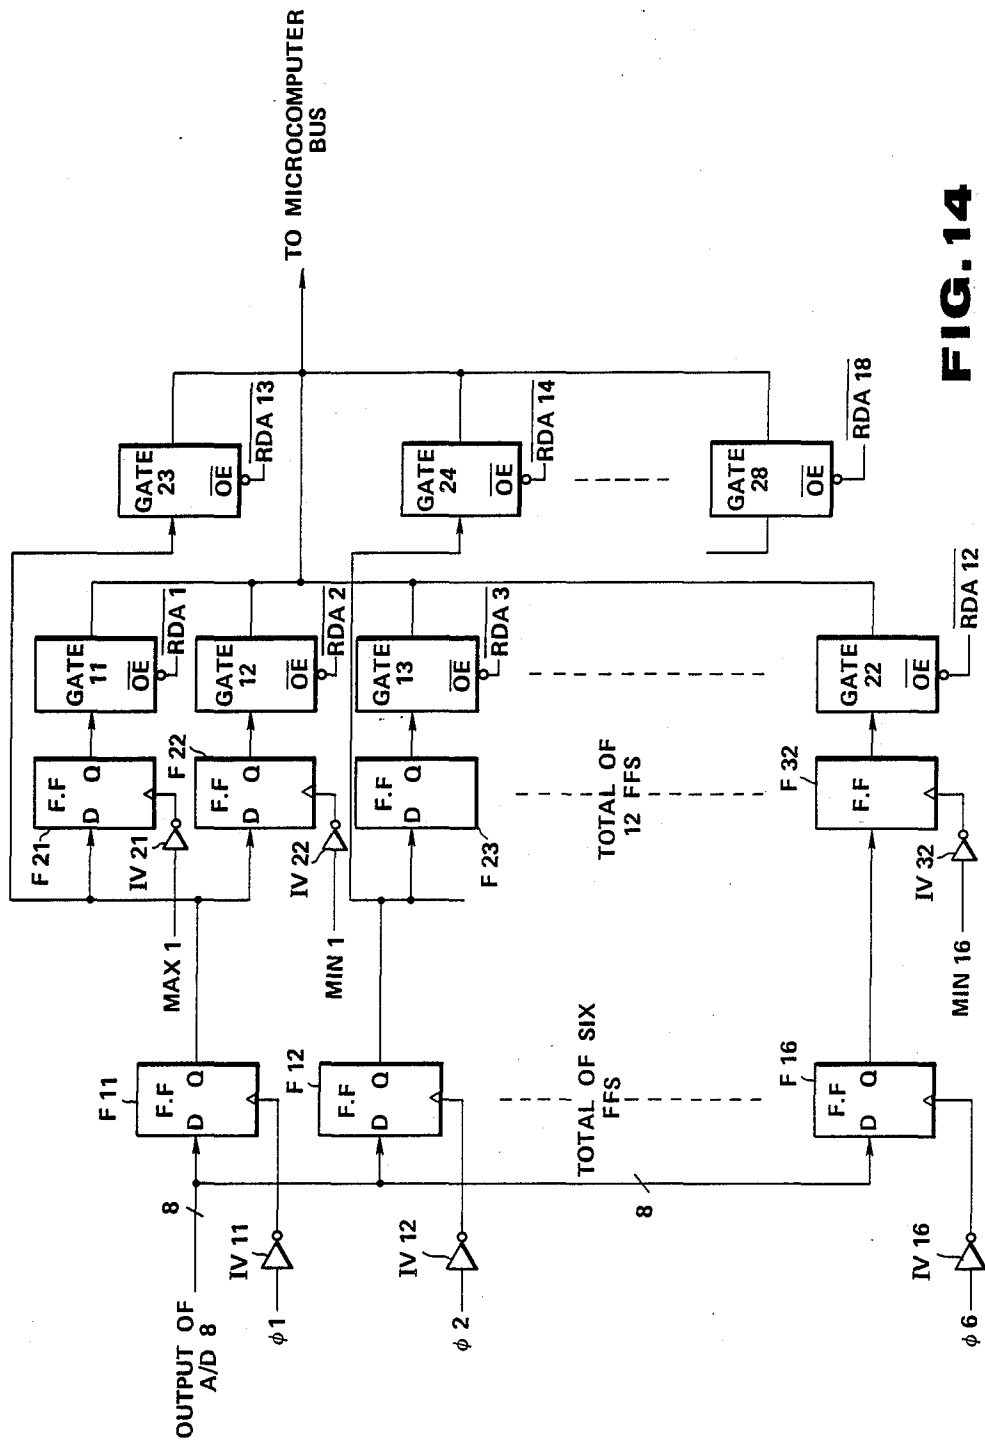 OUTPUT OF
A/D 8
8
φ1
IV 11
φ2
IV 12
8
φ6
IV 16
F 11
F.F
D Q
F 12
F.F
D Q
TOTAL OF SIX
FFS
F 16
F.F
D Q
MAX 1
IV 21
MIN 1
IV 22
MIN 16
IV 32
F 21
F.F
D Q
F 22
F.F
D Q
F 23
F.F
D Q
TOTAL OF
12 FFS
F 32
F.F
GATE
11
OE
RDA 1
GATE
12
OE
RDA 2
GATE
13
OE
RDA 3
GATE
22
OE
RDA 12
GATE
23
OE
RDA 13
GATE
24
OE
RDA 14
GATE
28
OE
RDA 18
TO MICROCOMPUTER
BUS
FIG. 14